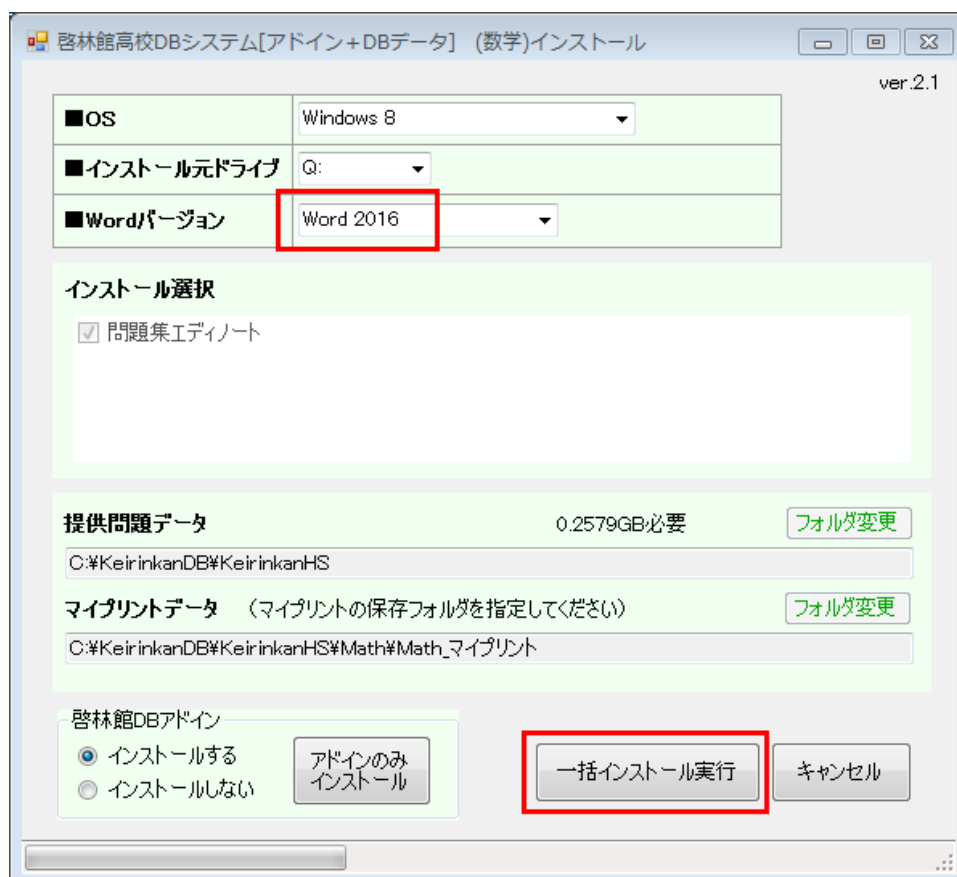 啓林館高校DBシステム[アドイン+DBデータ] (数学)インストール
ver.2.1
■OS Windows 8
■インストール元ドライブ Q:
■Wordバージョン Word 2016
インストール選択
問題集エディノート
提供問題データ 0.2579GB必要 フォルダ変更
C:¥KeirinkanDB¥KeirinkanHS
マイプリントデータ (マイプリントの保存フォルダを指定してください) フォルダ変更
C:¥KeirinkanDB¥KeirinkanHS¥Math¥Math_マイプリント
啓林館DBアドイン
インストールする
インストールしない
アドインのみ
インストール
一括インストール実行
キャンセル